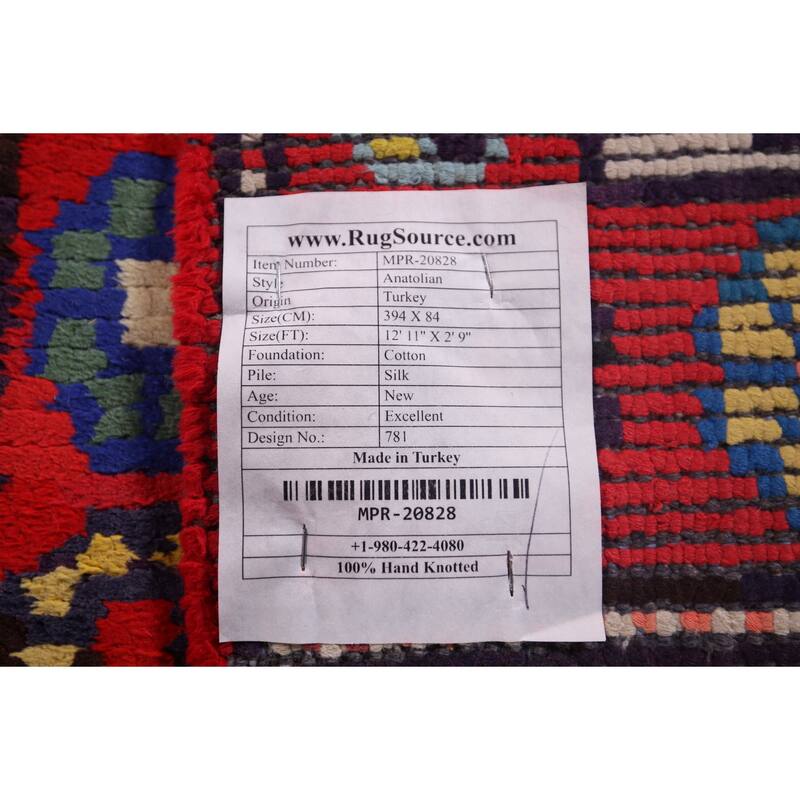 www.RugSource.com
Item Number: MPR-20828
Style Anatolian
Origin Turkey
Size(CM): 394 X 84
Size(FT): 12' 11" X 2' 9"
Foundation: Cotton
Pile: Silk
Age: New
Condition: Excellent
Design No.: 781
Made in Turkey
MPR-20828
+1-980-422-4080
100% Hand Knotted